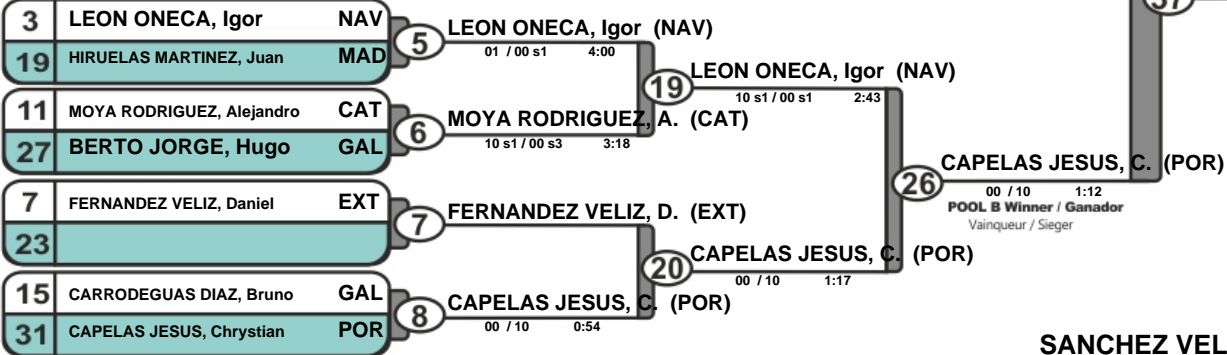 37
3 LEON ONECA, Igor NAV
19 HIRUELAS MARTINEZ, Juan MAD
5 LEON ONECA, Igor (NAV)
01 / 00 s1 4:00
11 MOYA RODRIGUEZ, Alejandro CAT
27 BERTO JORGE, Hugo GAL
6 MOYA RODRIGUEZ, A. (CAT)
10 s1 / 00 s3 3:18
19 LEON ONECA, Igor (NAV)
10 s1 / 00 s1 2:43
7 FERNANDEZ VELIZ, Daniel EXT
23
7 FERNANDEZ VELIZ, D. (EXT)
15 CARRODEGUAS DIAZ, Bruno GAL
31 CAPELAS JESUS, Chrystian POR
8 CAPELAS JESUS, C. (POR)
00 / 10 0:54
20 CAPELAS JESUS, C. (POR)
00 / 10 1:17
26 CAPELAS JESUS, C. (POR)
00 / 10 1:12
POOL B Winner / Ganador
Vainqueur / Sieger
SANCHEZ VEL